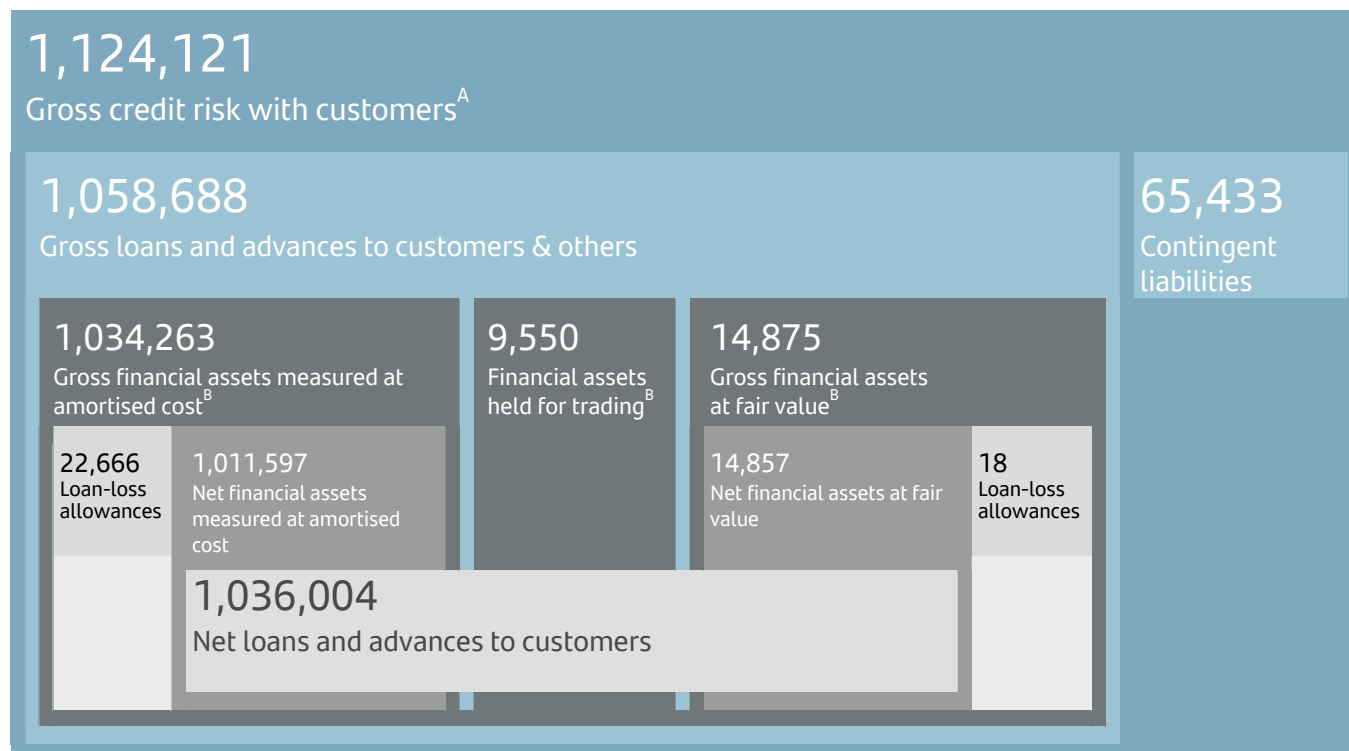 1,124,121
Gross credit risk with customersA
1,058,688
Gross loans and advances to customers & others
65,433
Contingent
liabilities
1,034,263
Gross financial assets measured at
amortised costB
9,550
Financial assets
held for tradingB
14,875
Gross financial assets
at fair valueB
22,666
Loan-loss
allowances
1,011,597
Net financial assets
measured at amortised
cost
14,857
Net financial assets at fair
value
18
Loan-loss
allowances
1,036,004
Net loans and advances to customers